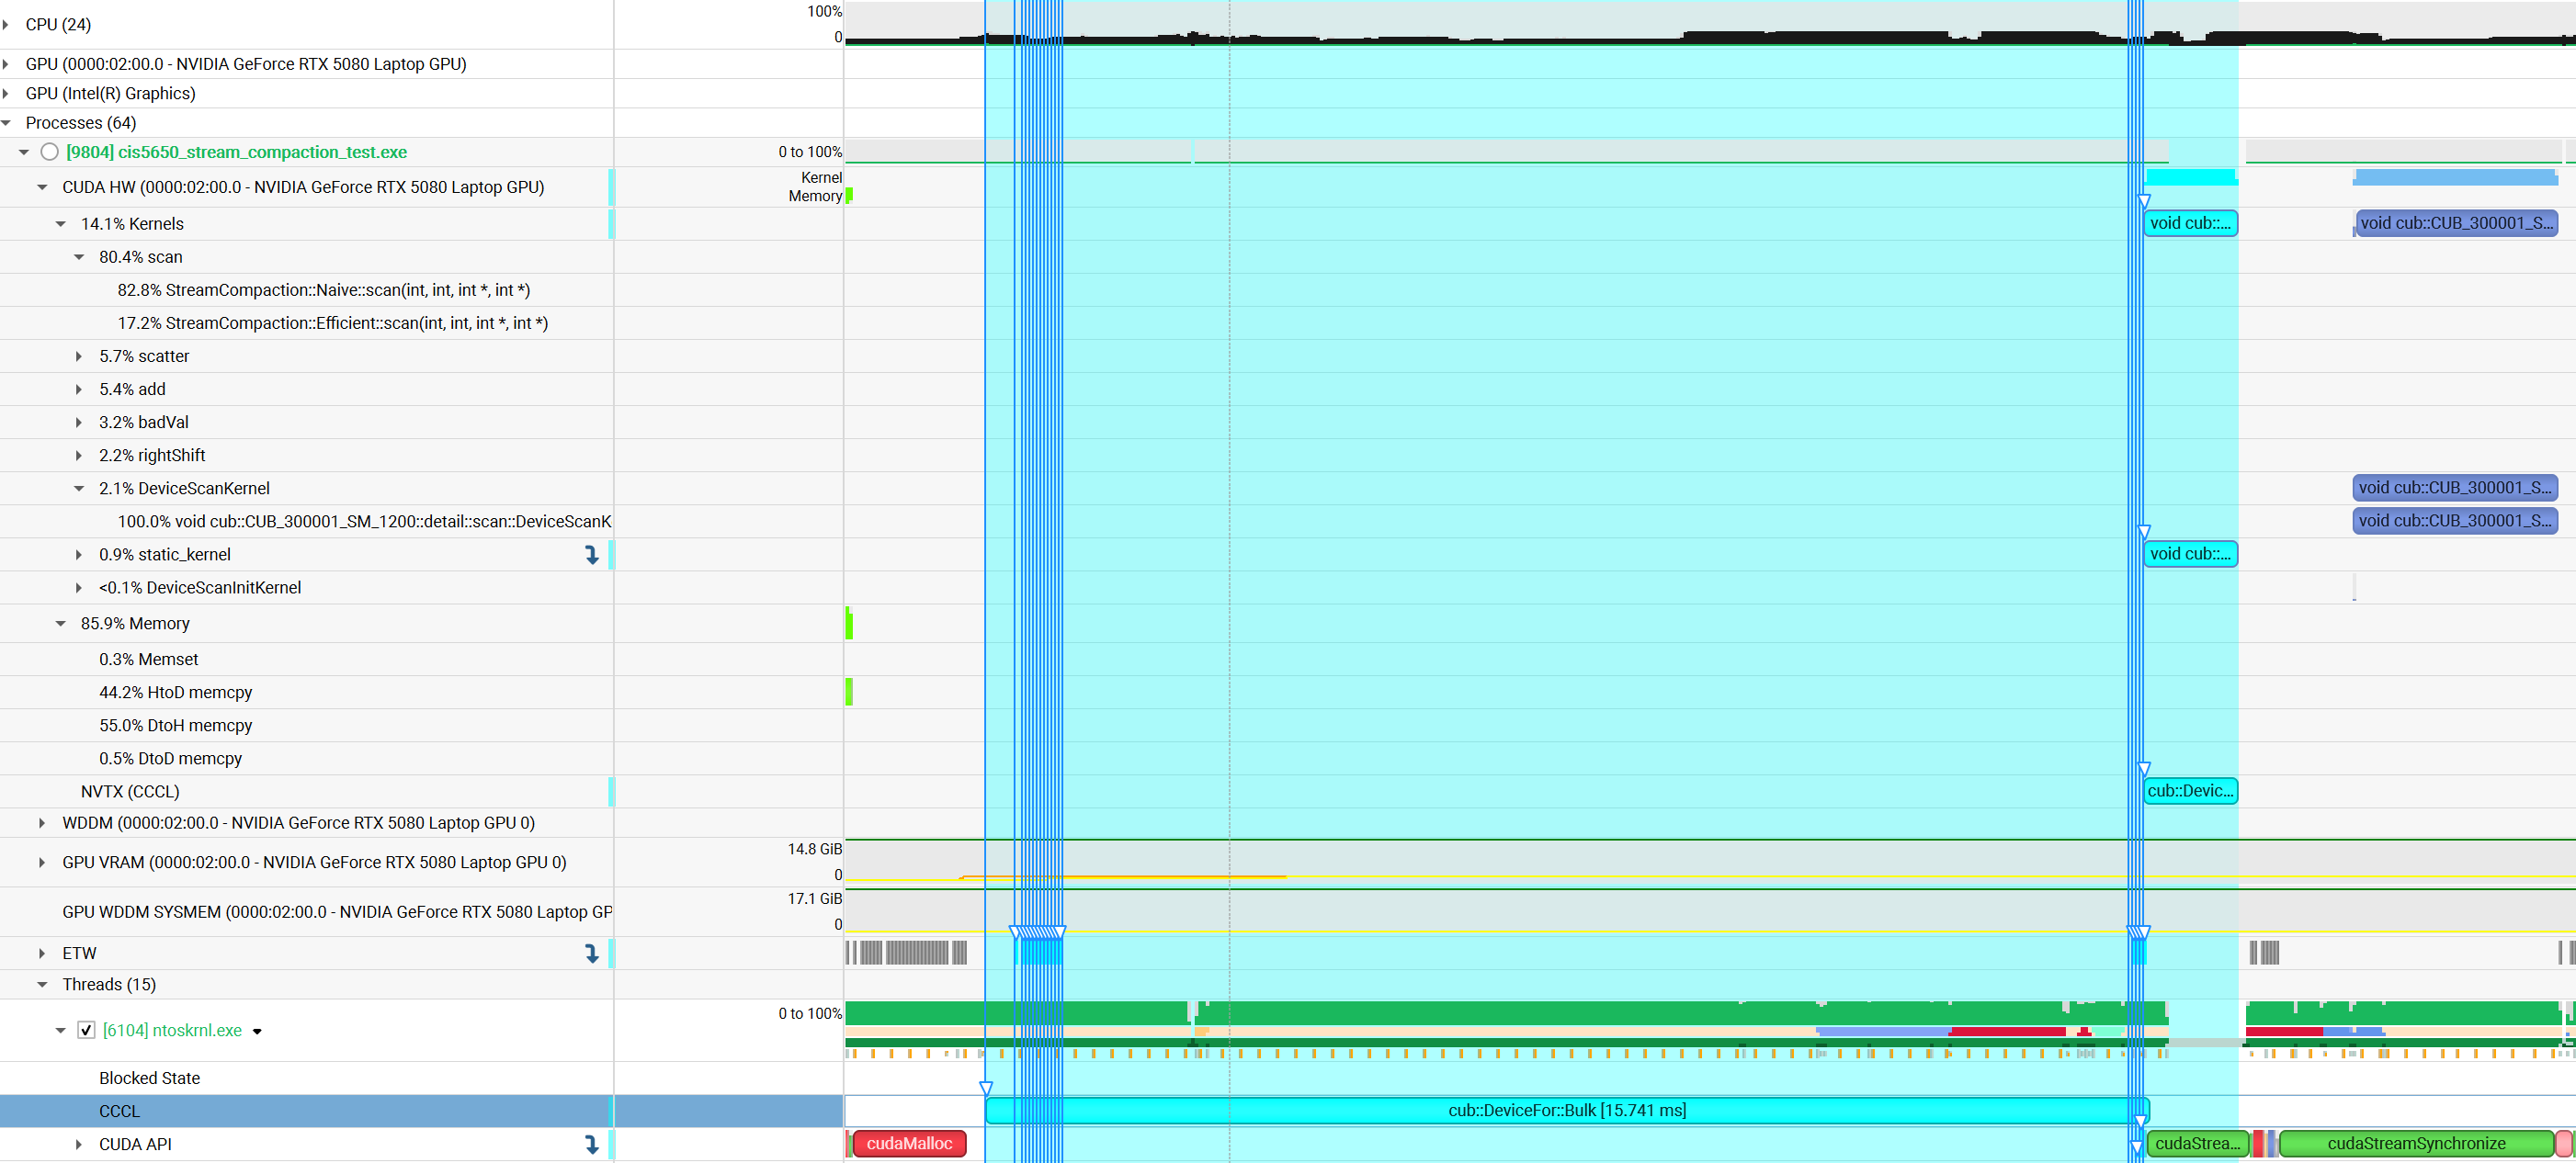 CPU (24)
100%
0
GPU (0000:02:00.0 - NVIDIA GeForce RTX 5080 Laptop GPU)
GPU (Intel(R) Graphics)
Processes (64)
[9804] cis5650_stream_compaction_test.exe
0 to 100%
CUDA HW (0000:02:00.0 - NVIDIA GeForce RTX 5080 Laptop GPU)
Kernel
Memory
14.1% Kernels
void cub::...
void cub::CUB_300001_S...
80.4% scan
82.8% StreamCompaction::Naive::scan(int, int, int *, int *)
17.2% StreamCompaction::Efficient::scan(int, int, int *, int *)
5.7% scatter
5.4% add
3.2% badVal
2.2% rightShift
2.1% DeviceScanKernel
void cub::CUB_300001_S...
100.0% void cub::CUB_300001_SM_1200::detail::scan::DeviceScanK
void cub::CUB_300001_S...
0.9% static_kernel
void cub::...
<0.1% DeviceScanInitKernel
85.9% Memory
0.3% Memset
44.2% HtoD memcpy
55.0% DtoH memcpy
0.5% DtoD memcpy
NVTX (CCCL)
cub::Devic...
WDDM (0000:02:00.0 - NVIDIA GeForce RTX 5080 Laptop GPU 0)
GPU VRAM (0000:02:00.0 - NVIDIA GeForce RTX 5080 Laptop GPU 0)
14.8 GiB
0
GPU WDDM SYSMEM (0000:02:00.0 - NVIDIA GeForce RTX 5080 Laptop GP
17.1 GiB
0
ETW
Threads (15)
[6104] ntoskrnl.exe
0 to 100%
Blocked State
CCCL
cub::DeviceFor::Bulk [15.741 ms]
CUDA API
cudaMalloc
cudaStrea...
cudaStreamSynchronize